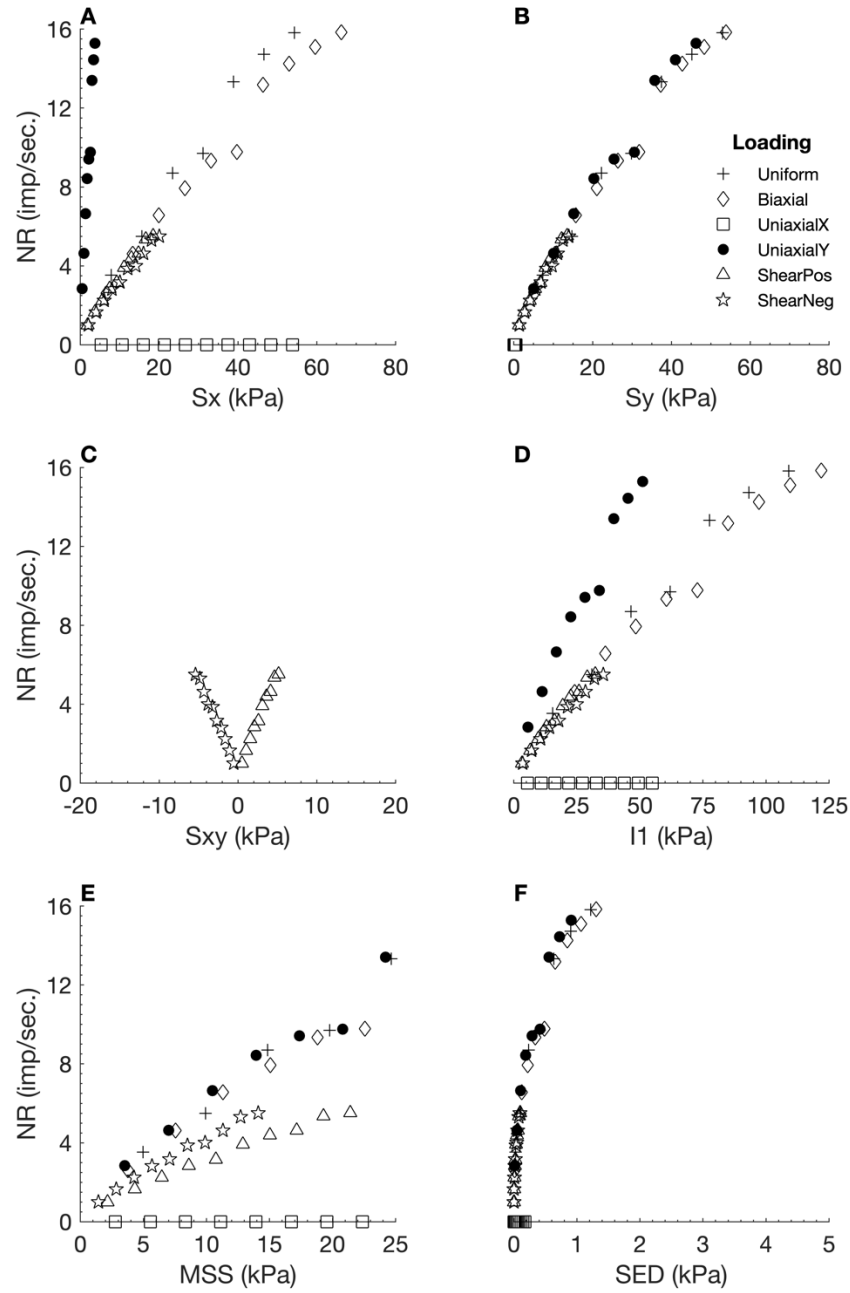 A
B
16
12
8
4
0
NR (imp/sec.)
0 20 40 60 80
Sx (kPa)
0 20 40 60 80
Sy (kPa)
Loading
Uniform
Biaxial
UniaxialX
UniaxialY
ShearPos
ShearNeg
C
D
16
12
8
4
0
NR (imp/sec.)
-20 -10 0 10 20
Sxy (kPa)
0 25 50 75 100 125
I1 (kPa)
E
F
16
12
8
4
0
NR (imp/sec.)
0 5 10 15 20 25
MSS (kPa)
0 1 2 3 4 5
SED (kPa)